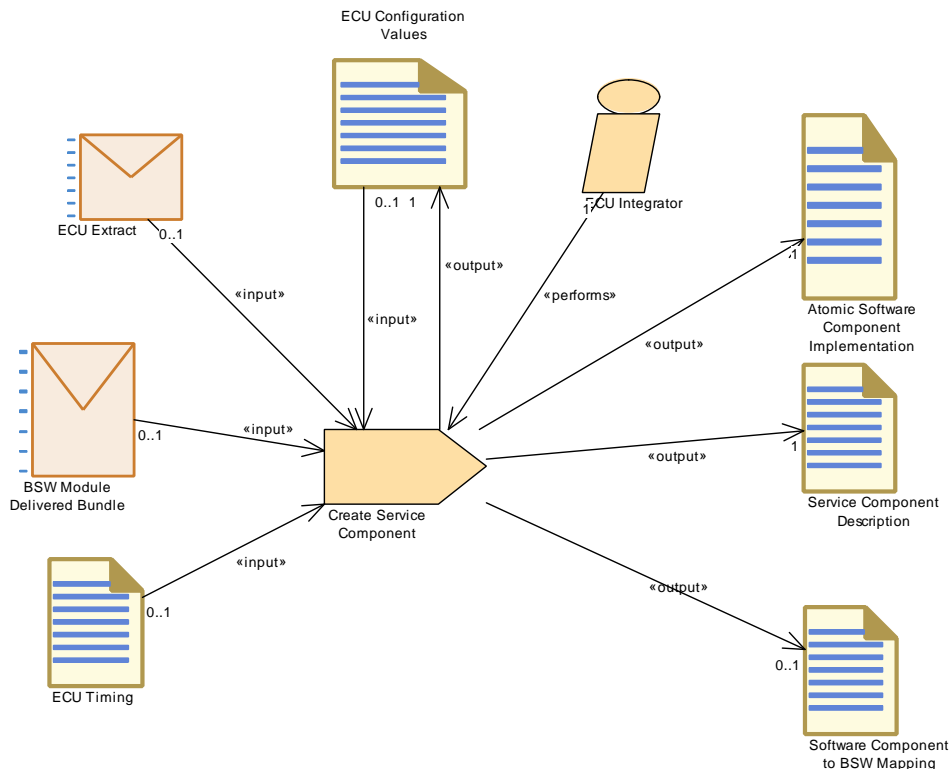 ECU Configuration
Values
ECU Extract
0..1
«input»
0..1 1
«input»
«output»
ECU Integrator
1
«performs»
1
Atomic Software
Component
Implementation
«output»
BSW Module
Delivered Bundle
0..1
«input»
Create Service
Component
1
«output»
Service Component
Description
ECU Timing
0..1
«input»
«output»
0..1
Software Component
to BSW Mapping